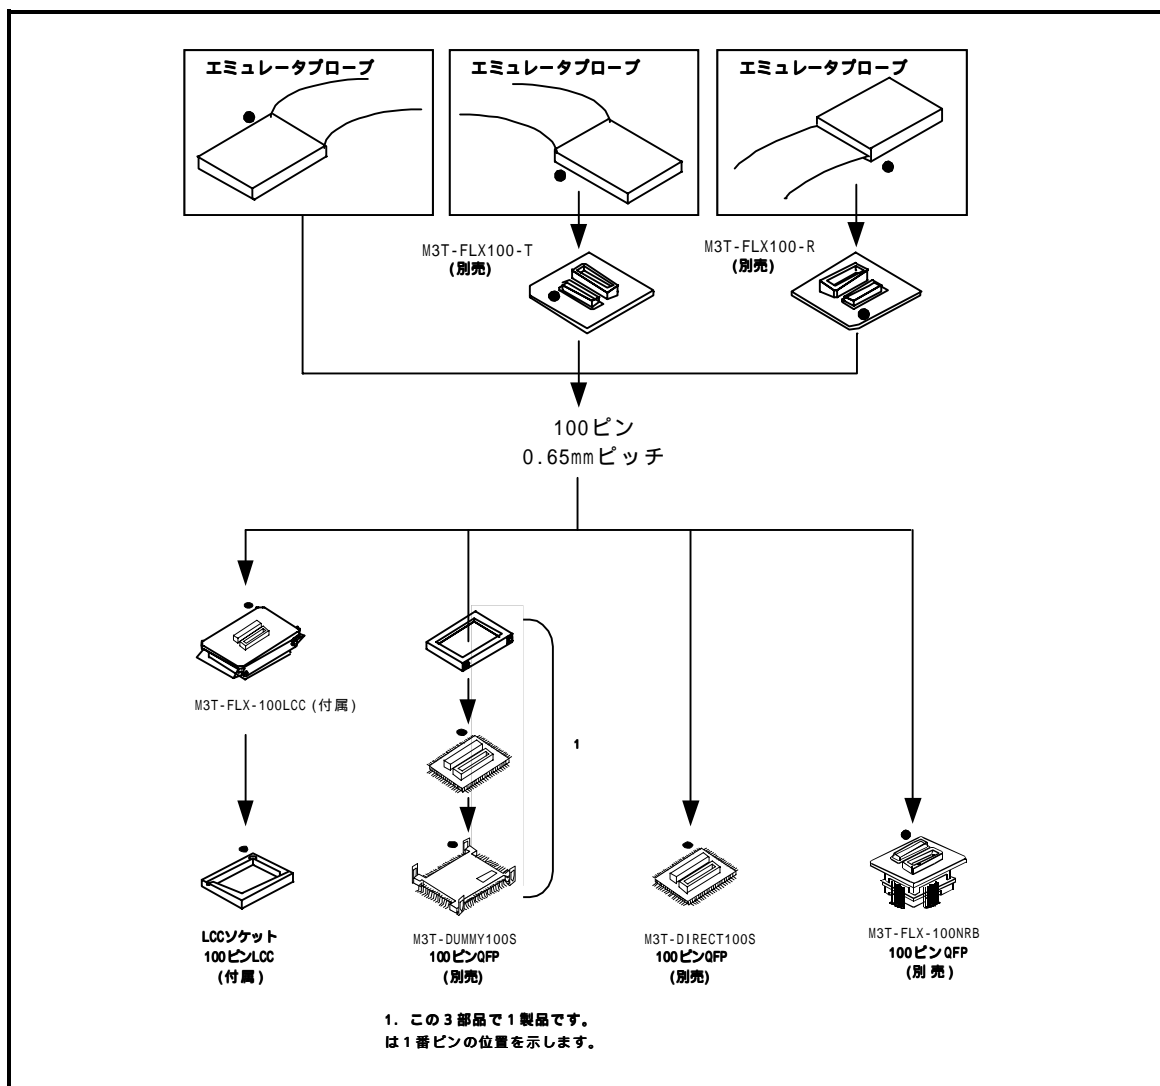 エミュレータプローブ
エミュレータプローブ
エミュレータプローブ
M3T-FLX100-T
(別売)
M3T-FLX100-R
(別売)
100ピン
0.65mmピッチ
M3T-FLX-100LCC (付属)
1
LCCソケット
100ピンLCC
(付属)
M3T-DUMMY100S
100ピンQFP
(別売)
M3T-DIRECT100S
100ピンQFP
(別売)
M3T-FLX-100NRB
100ピンQFP
(別売)
1. この3部品で1製品です。
は1番ピンの位置を示します。